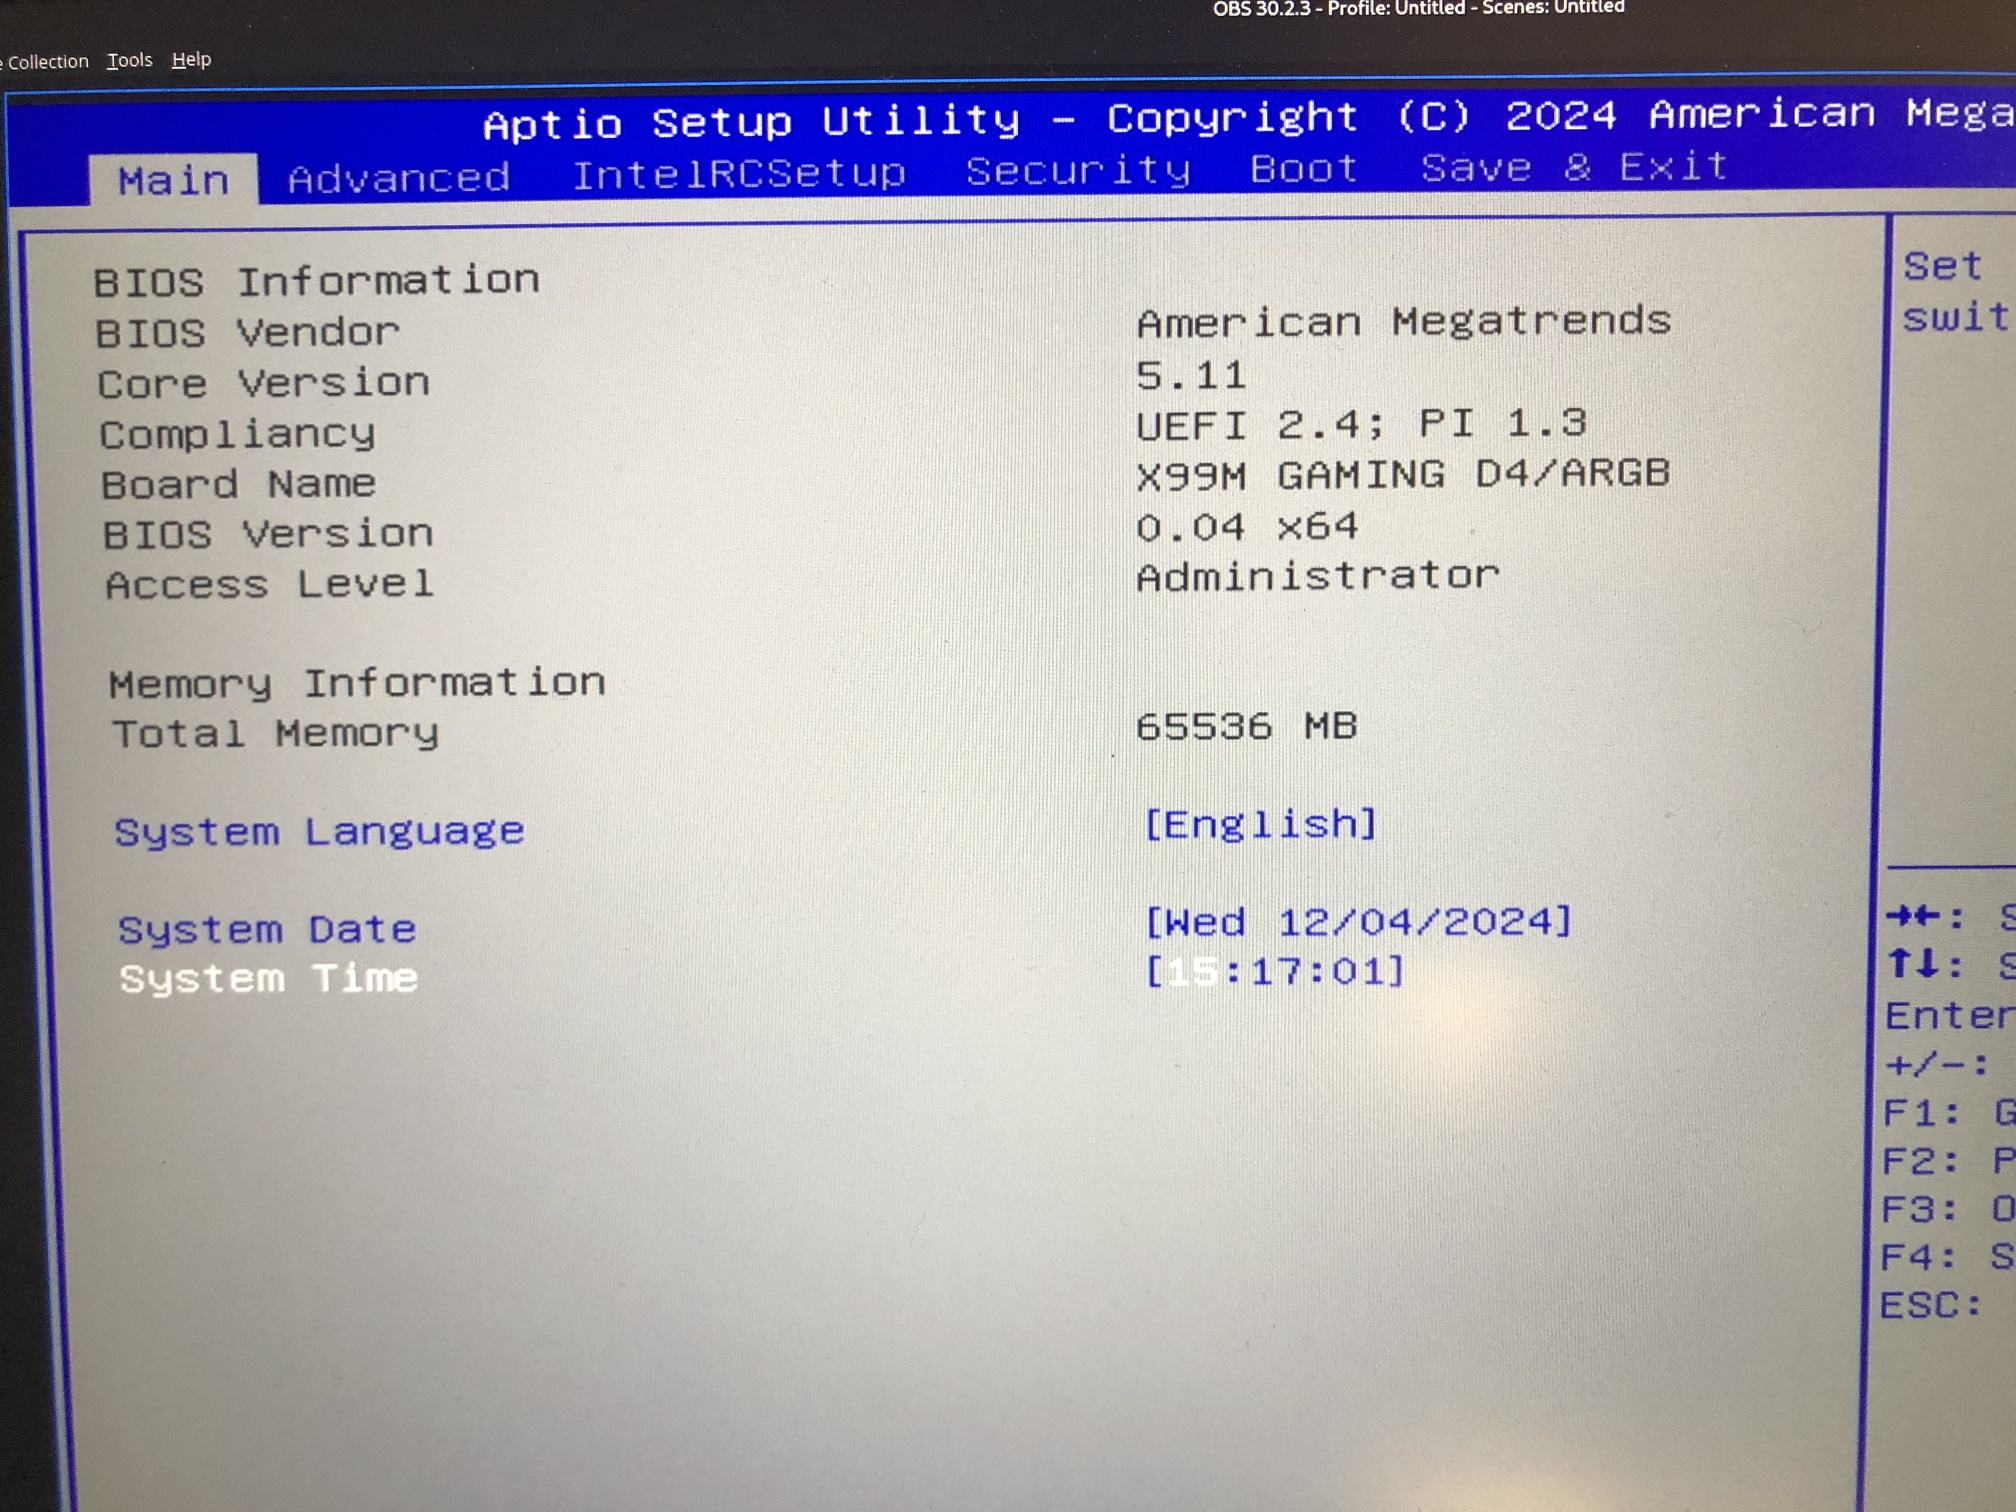 OBS 30.2.3 - Profile: Untitled - Scenes: Untitled
Collection Tools Help
Aptio Setup Utility - Copyright (C) 2024 American Mega
Main Advanced IntelRCSetup Security Boot Save & Exit
BIOS Information
BIOS Vendor American Megatrends
Core Version 5.11
Compliancy UEFI 2.4; PI 1.3
Board Name X99M GAMING D4/ARGB
BIOS Version 0.04 x64
Access Level Administrator
Memory Information
Total Memory 65536 MB
System Language [English]
System Date [Wed 12/04/2024]
System Time [15:17:01]
Set
swit
→←: S
↑↓: S
Enter
+/-:
F1: G
F2: P
F3: O
F4: S
ESC: